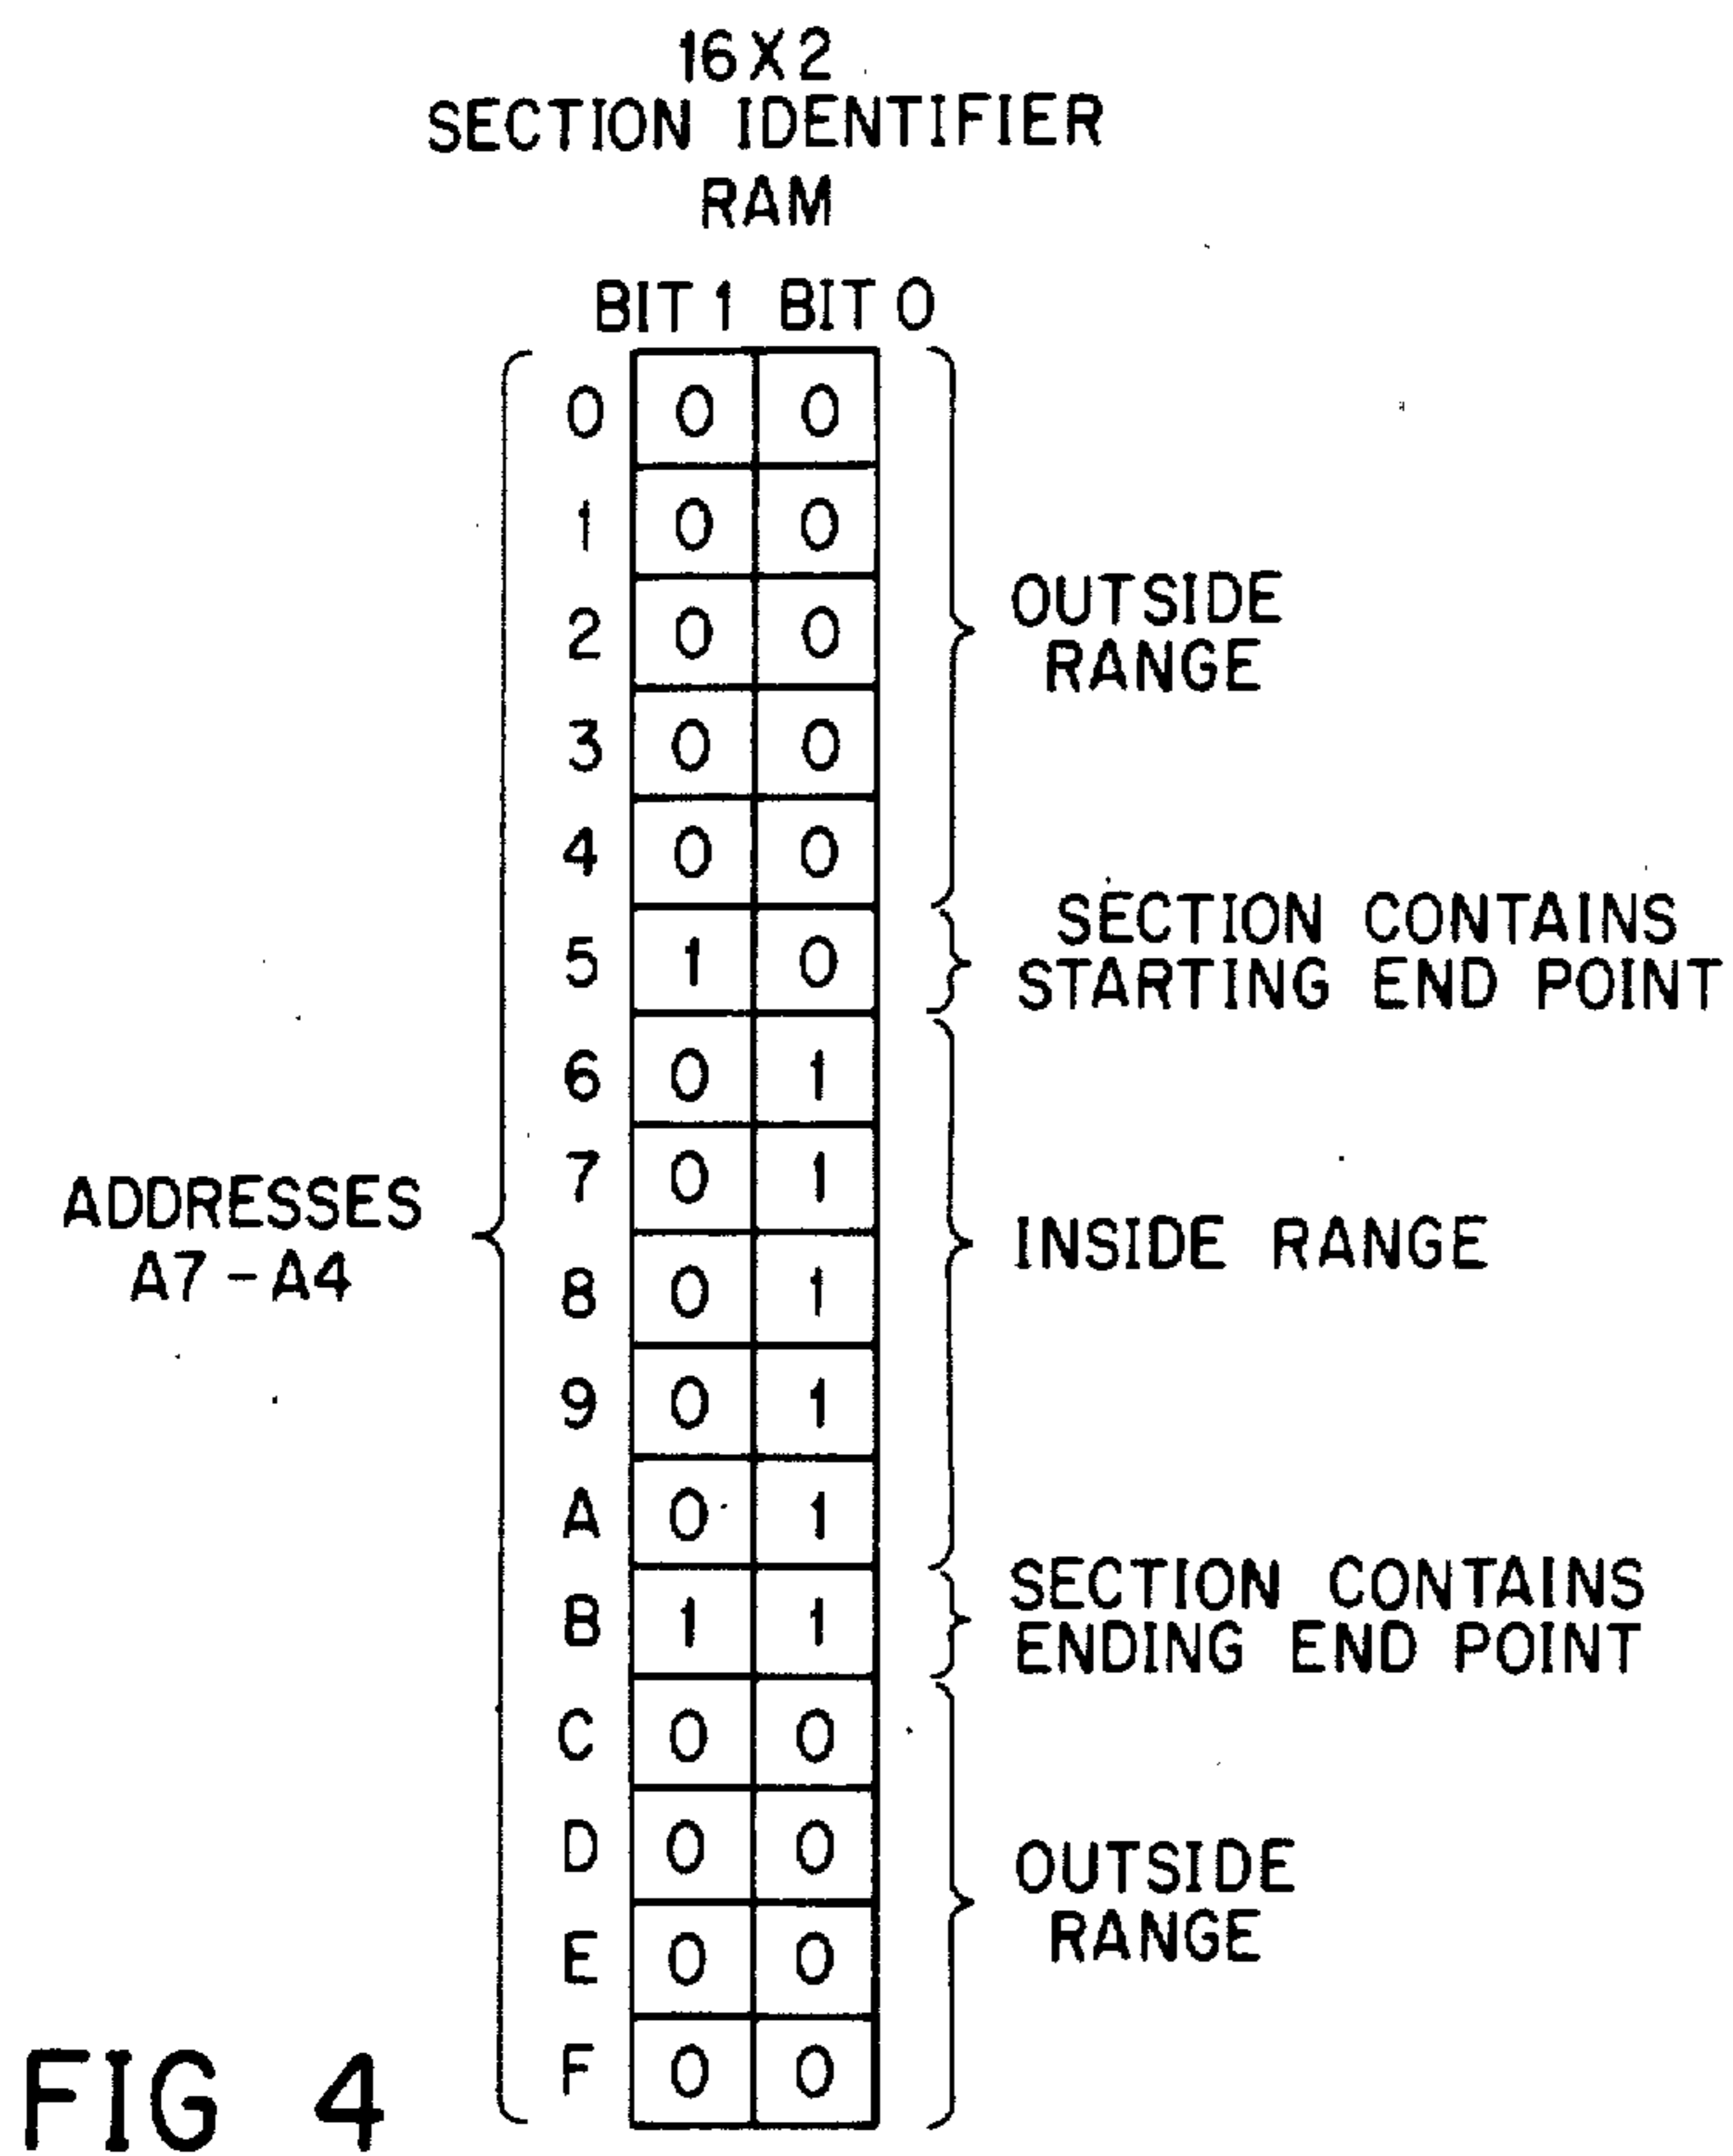 16X2
SECTION IDENTIFIER
RAM
BIT 1 BIT 0
0 0 0
1 0 0
2 0 0
3 0 0
4 0 0
OUTSIDE
RANGE
5 1 0
SECTION CONTAINS
STARTING END POINT
6 0 1
7 0 1
8 0 1
9 0 1
A 0 1
INSIDE RANGE
ADDRESSES
A7-A4
B 1 1
SECTION CONTAINS
ENDING END POINT
C 0 0
D 0 0
E 0 0
F 0 0
OUTSIDE
RANGE
FIG 4